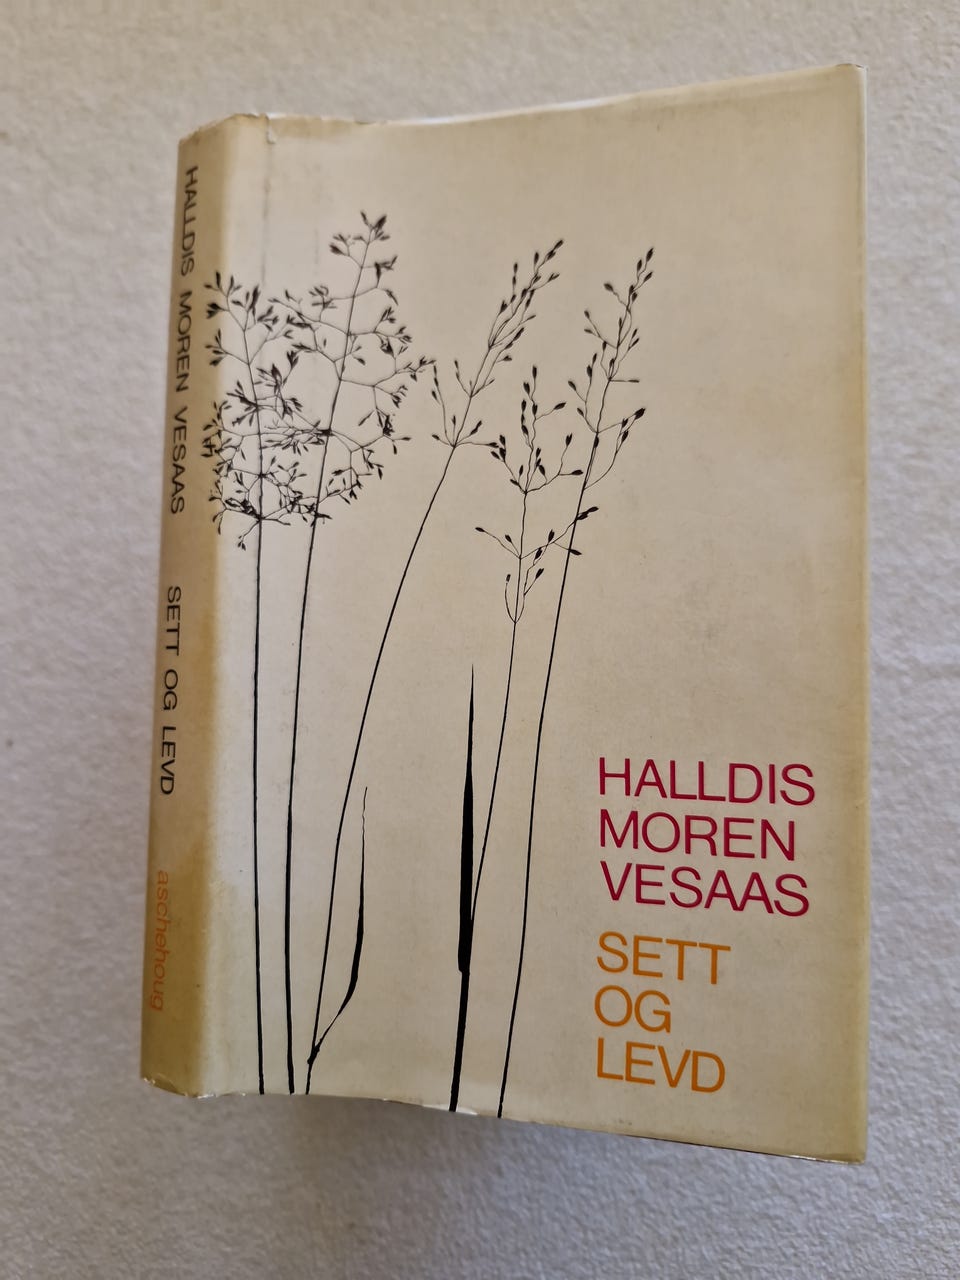 HALLDIS MOREN VESAAS SETT OG LEVD
aschehoug
HALLDIS
MOREN
VESAAS
SETT
OG
LEVD